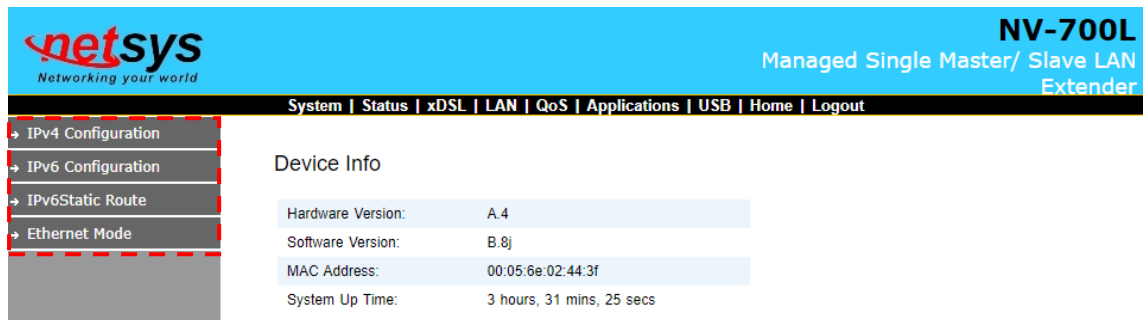 netsys
Networking your world
NV-700L
Managed Single Master/ Slave LAN
Extender
System | Status | xDSL | LAN | QoS | Applications | USB | Home | Logout
IPv4 Configuration
IPv6 Configuration
IPv6Static Route
Ethernet Mode
Device Info
Hardware Version: A.4
Software Version: B.8j
MAC Address: 00:05:6e:02:44:3f
System Up Time: 3 hours, 31 mins, 25 secs